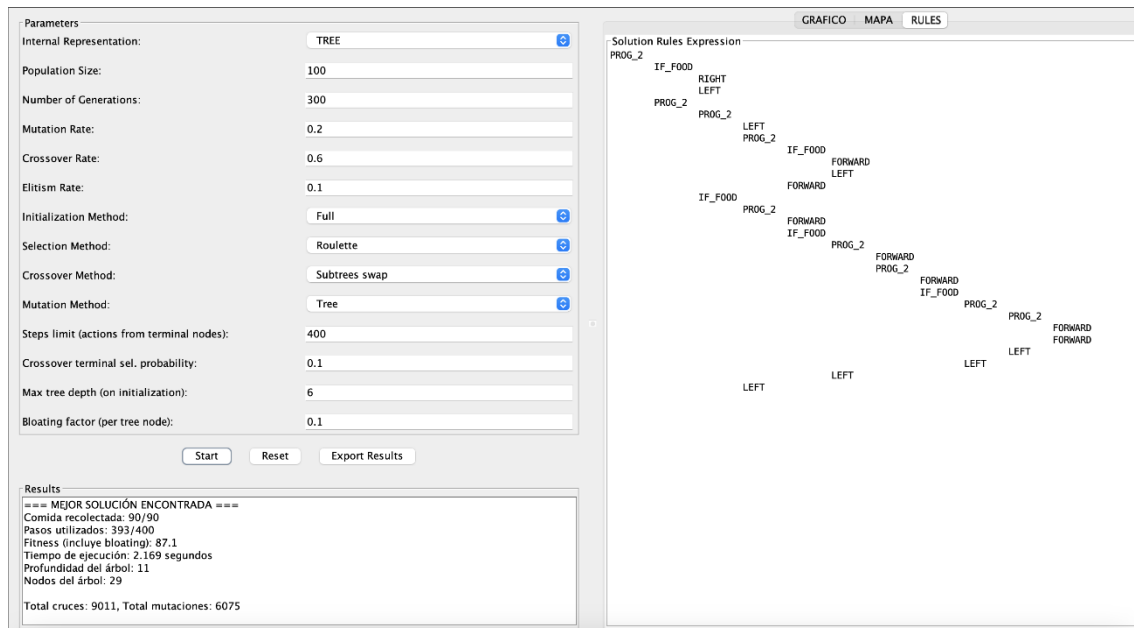 Parameters
Internal Representation: TREE
Population Size: 100
Number of Generations: 300
Mutation Rate: 0.2
Crossover Rate: 0.6
Elitism Rate: 0.1
Initialization Method: Full
Selection Method: Roulette
Crossover Method: Subtrees swap
Mutation Method: Tree
Steps limit (actions from terminal nodes): 400
Crossover terminal sel. probability: 0.1
Max tree depth (on initialization): 6
Bloating factor (per tree node): 0.1
Start Reset Export Results
Results
=== MEJOR SOLUCIÓN ENCONTRADA ===
Comida recolectada: 90/90
Pasos utilizados: 393/400
Fitness (incluye bloating): 87.1
Tiempo de ejecución: 2.169 segundos
Profundidad del árbol: 11
Nodos del árbol: 29
Total cruces: 9011, Total mutaciones: 6075
GRAFICO MAPA RULES
Solution Rules Expression
PROG_2
IF_FOOD
RIGHT
LEFT
PROG_2
PROG_2
LEFT
PROG_2
IF_FOOD
FORWARD
LEFT
FORWARD
IF_FOOD
PROG_2
FORWARD
IF_FOOD
PROG_2
FORWARD
PROG_2
FORWARD
IF_FOOD
PROG_2
PROG_2
FORWARD
FORWARD
LEFT
LEFT
LEFT
LEFT